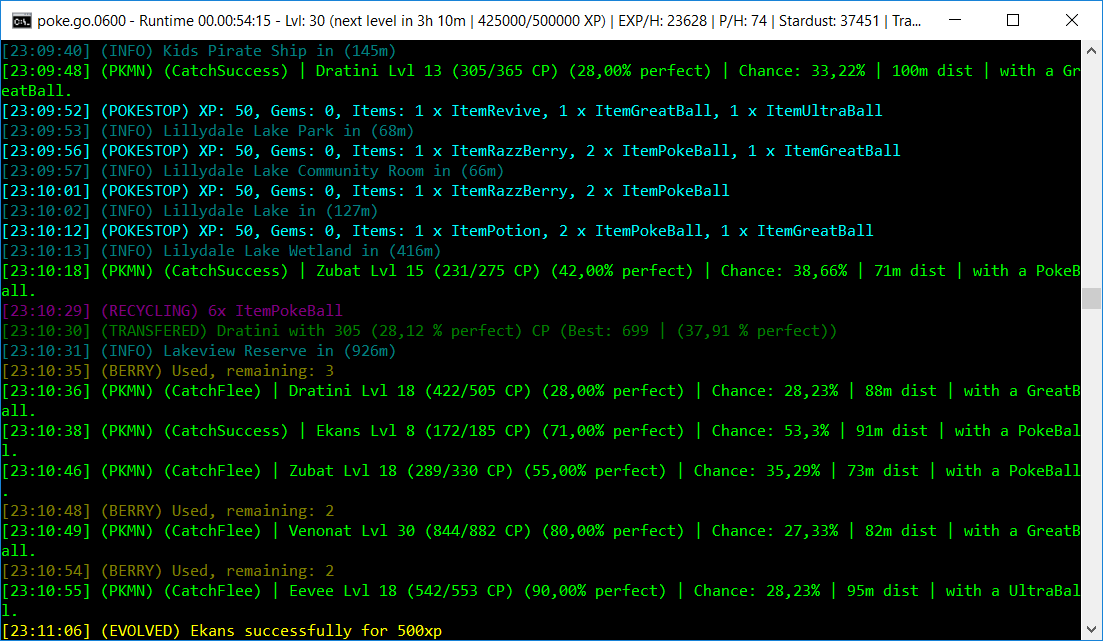 poke.go.0600 - Runtime 00.00:54:15 - Lvl: 30 (next level in 3h 10m | 425000/500000 XP) | EXP/H: 23628 | P/H: 74 | Stardust: 37451 | Tra...
[23:09:40] (INFO) Kids Pirate Ship in (145m)
[23:09:48] (PKMN) (CatchSuccess) | Dratini Lvl 13 (305/365 CP) (28,00% perfect) | Chance: 33,22% | 100m dist | with a Gr
eatBall.
[23:09:52] (POKESTOP) XP: 50, Gems: 0, Items: 1 x ItemRevive, 1 x ItemGreatBall, 1 x ItemUltraBall
[23:09:53] (INFO) Lillydale Lake Park in (68m)
[23:09:56] (POKESTOP) XP: 50, Gems: 0, Items: 1 x ItemRazzBerry, 2 x ItemPokeBall, 1 x ItemGreatBall
[23:09:57] (INFO) Lillydale Lake Community Room in (66m)
[23:10:01] (POKESTOP) XP: 50, Gems: 0, Items: 1 x ItemRazzBerry, 2 x ItemPokeBall
[23:10:02] (INFO) Lillydale Lake in (127m)
[23:10:12] (POKESTOP) XP: 50, Gems: 0, Items: 1 x ItemPotion, 2 x ItemPokeBall, 1 x ItemGreatBall
[23:10:13] (INFO) Lilydale Lake Wetland in (416m)
[23:10:18] (PKMN) (CatchSuccess) | Zubat Lvl 15 (231/275 CP) (42,00% perfect) | Chance: 38,66% | 71m dist | with a PokeB
all.
[23:10:29] (RECYCLING) 6x ItemPokeBall
[23:10:30] (TRANSFERED) Dratini with 305 (28,12 % perfect) CP (Best: 699 | (37,91 % perfect))
[23:10:31] (INFO) Lakeview Reserve in (926m)
[23:10:35] (BERRY) Used, remaining: 3
[23:10:36] (PKMN) (CatchFlee) | Dratini Lvl 18 (422/505 CP) (28,00% perfect) | Chance: 28,23% | 88m dist | with a GreatB
all.
[23:10:38] (PKMN) (CatchSuccess) | Ekans Lvl 8 (172/185 CP) (71,00% perfect) | Chance: 53,3% | 91m dist | with a PokeBal
l.
[23:10:46] (PKMN) (CatchFlee) | Zubat Lvl 18 (289/330 CP) (55,00% perfect) | Chance: 35,29% | 73m dist | with a PokeBall
.
[23:10:48] (BERRY) Used, remaining: 2
[23:10:49] (PKMN) (CatchFlee) | Venonat Lvl 30 (844/882 CP) (80,00% perfect) | Chance: 27,33% | 82m dist | with a GreatB
all.
[23:10:54] (BERRY) Used, remaining: 2
[23:10:55] (PKMN) (CatchFlee) | Eevee Lvl 18 (542/553 CP) (90,00% perfect) | Chance: 28,23% | 95m dist | with a UltraBal
l.
[23:11:06] (EVOLVED) Ekans successfully for 500xp